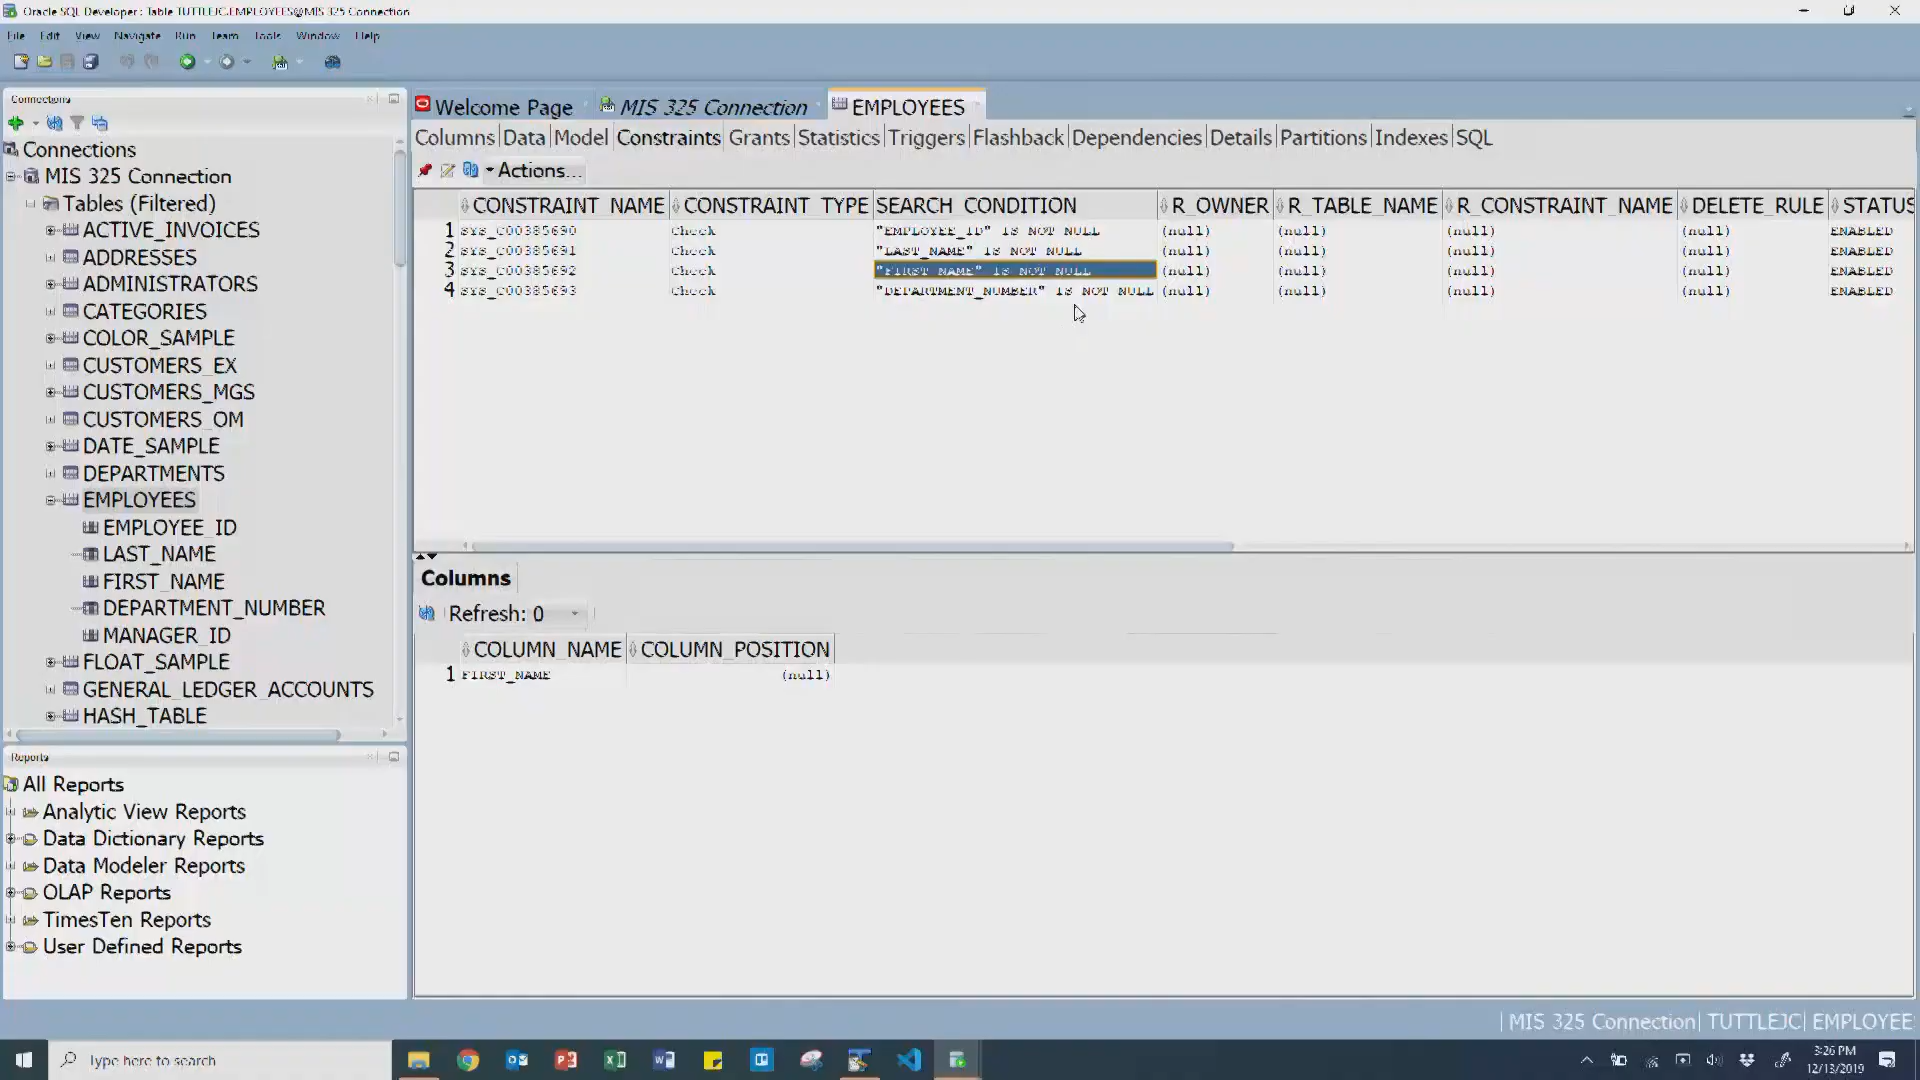 Oracle SQL Developer : Table TUTTLEJC.EMPLOYEES@MIS 325 Connection
File Edit View Navigate Run Team Tools Window Help
Connections
Connections
MIS 325 Connection
Tables (Filtered)
ACTIVE_INVOICES
ADDRESSES
ADMINISTRATORS
CATEGORIES
COLOR_SAMPLE
CUSTOMERS_EX
CUSTOMERS_MGS
CUSTOMERS_OM
DATE_SAMPLE
DEPARTMENTS
EMPLOYEES
EMPLOYEE_ID
LAST_NAME
FIRST_NAME
DEPARTMENT_NUMBER
MANAGER_ID
FLOAT_SAMPLE
GENERAL_LEDGER_ACCOUNTS
HASH_TABLE
Reports
All Reports
Analytic View Reports
Data Dictionary Reports
Data Modeler Reports
OLAP Reports
TimesTen Reports
User Defined Reports
Welcome Page MIS 325 Connection EMPLOYEES
Columns Data Model Constraints Grants Statistics Triggers Flashback Dependencies Details Partitions Indexes SQL
Actions...
CONSTRAINT_NAME CONSTRAINT_TYPE SEARCH_CONDITION R_OWNER R_TABLE_NAME R_CONSTRAINT_NAME DELETE_RULE STATUS
1 SYS_C00385690 Check "EMPLOYEE_ID" IS NOT NULL (null) (null) (null) (null) ENABLED
2 SYS_C00385691 Check "LAST_NAME" IS NOT NULL (null) (null) (null) (null) ENABLED
3 SYS_C00385692 Check "FIRST_NAME" IS NOT NULL (null) (null) (null) (null) ENABLED
4 SYS_C00385693 Check "DEPARTMENT_NUMBER" IS NOT NULL (null) (null) (null) (null) ENABLED
Columns
Refresh: 0
COLUMN_NAME COLUMN_POSITION
1 FIRST_NAME (null)
MIS 325 Connection TUTTLEJC EMPLOYEE
Type here to search
3:26 PM
12/13/2019